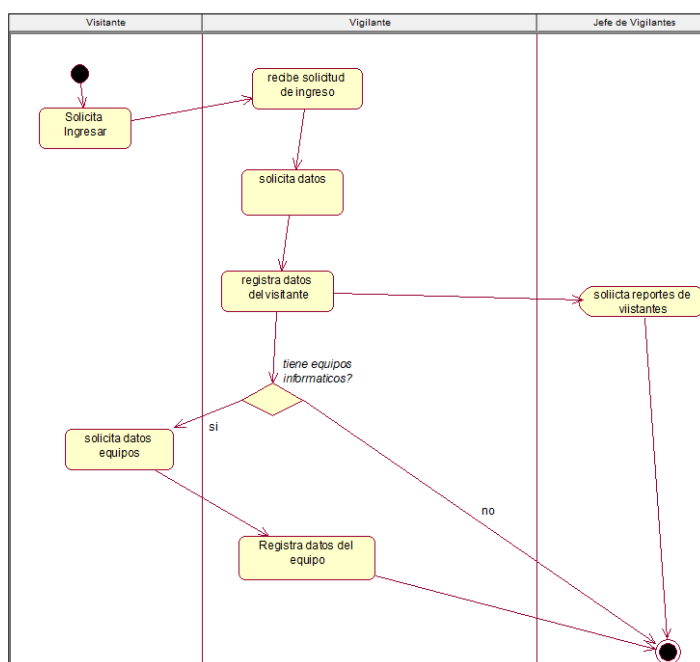 Visitante
Vigilante
Jefe de Vigilantes
recibe solicitud
de ingreso
Solicita
Ingresar
solicita datos
registra datos
del visitante
soliicta reportes de
viistantes
tiene equipos
informaticos?
si
solicita datos
equipos
no
Registra datos del
equipo